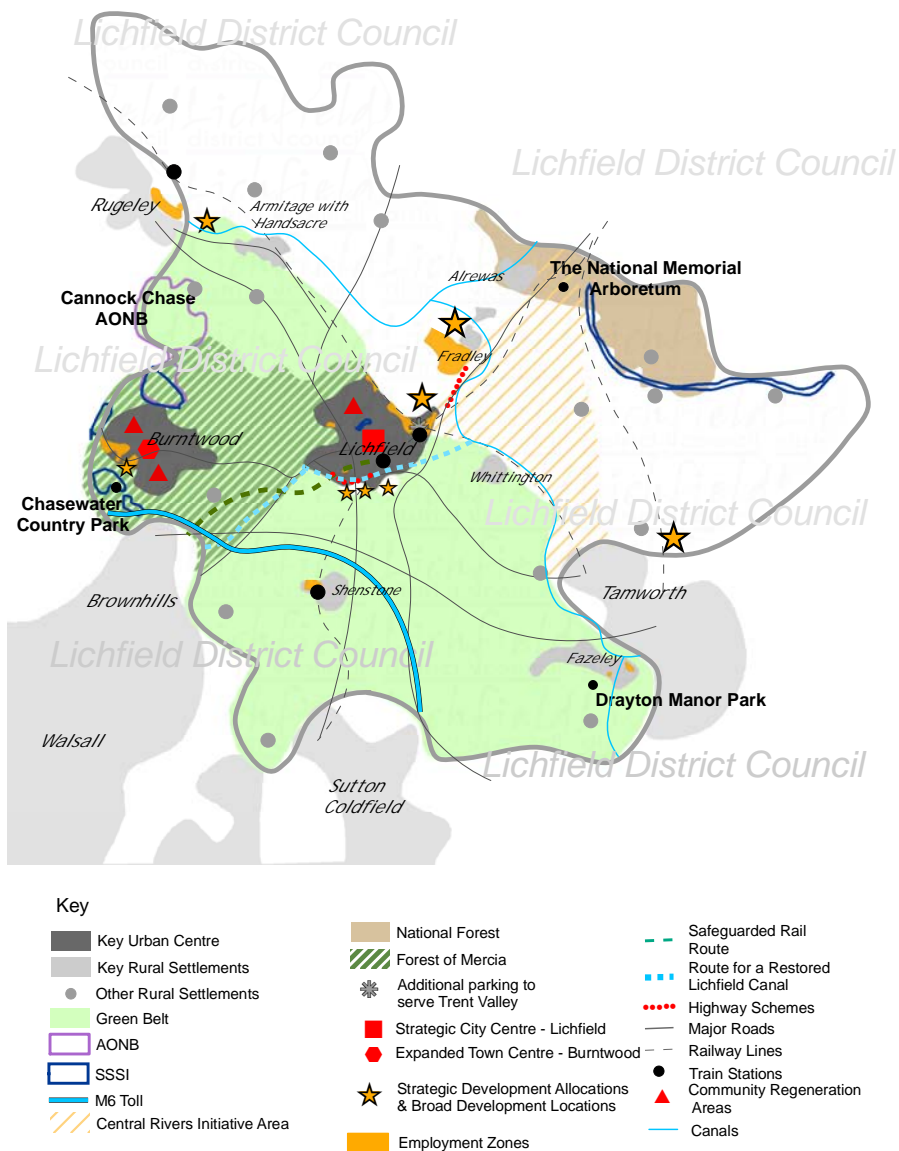 Lichfield District Council
Lichfield District Council
Rugeley
Armitage with
Handsacre
Alrewas
The National Memorial
Arboretum
Cannock Chase
AONB
Lichfield District Council
Fradley
Burntwood
Lichfield
Whittington
Chasewater
Country Park
Lichfield District Council
Brownhills
Shenstone
Tamworth
Lichfield District Council
Fazeley
Drayton Manor Park
Walsall
Lichfield District Council
Sutton
Coldfield
Key
Key Urban Centre
Key Rural Settlements
Other Rural Settlements
Green Belt
AONB
SSSI
M6 Toll
Central Rivers Initiative Area
National Forest
Forest of Mercia
Additional parking to
serve Trent Valley
Strategic City Centre - Lichfield
Expanded Town Centre - Burntwood
Strategic Development Allocations
& Broad Development Locations
Employment Zones
Safeguarded Rail
Route
Route for a Restored
Lichfield Canal
Highway Schemes
Major Roads
Railway Lines
Train Stations
Community Regeneration
Areas
Canals